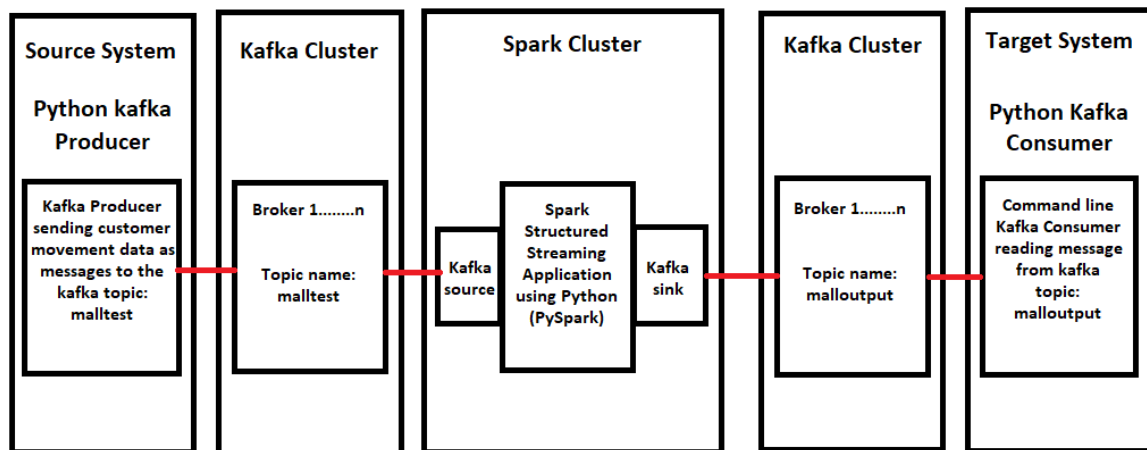 Source System
Python kafka
Producer
Kafka Producer
sending customer
movement data as
messages to the
kafka topic:
malltest
Kafka Cluster
Broker 1........n
Topic name:
malltest
Spark Cluster
Kafka
source
Spark
Structured
Streaming
Application
using Python
(PySpark)
Kafka
sink
Kafka Cluster
Broker 1........n
Topic name:
malloutput
Target System
Python Kafka
Consumer
Command line
Kafka Consumer
reading message
from kafka
topic:
malloutput